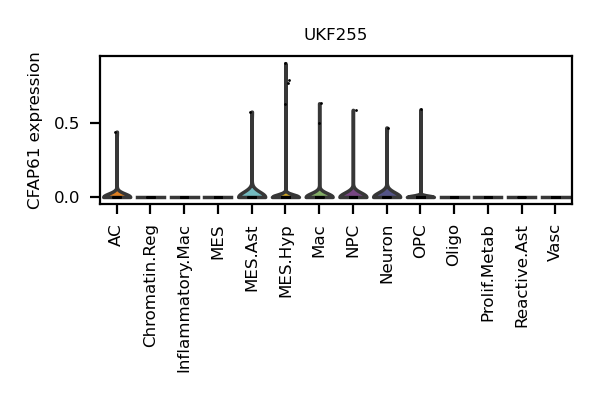 UKF255
CFAP61 expression
0.5
0.0
AC
Chromatin.Reg
Inflammatory.Mac
MES
MES.Ast
MES.Hyp
Mac
NPC
Neuron
OPC
Oligo
Prolif.Metab
Reactive.Ast
Vasc